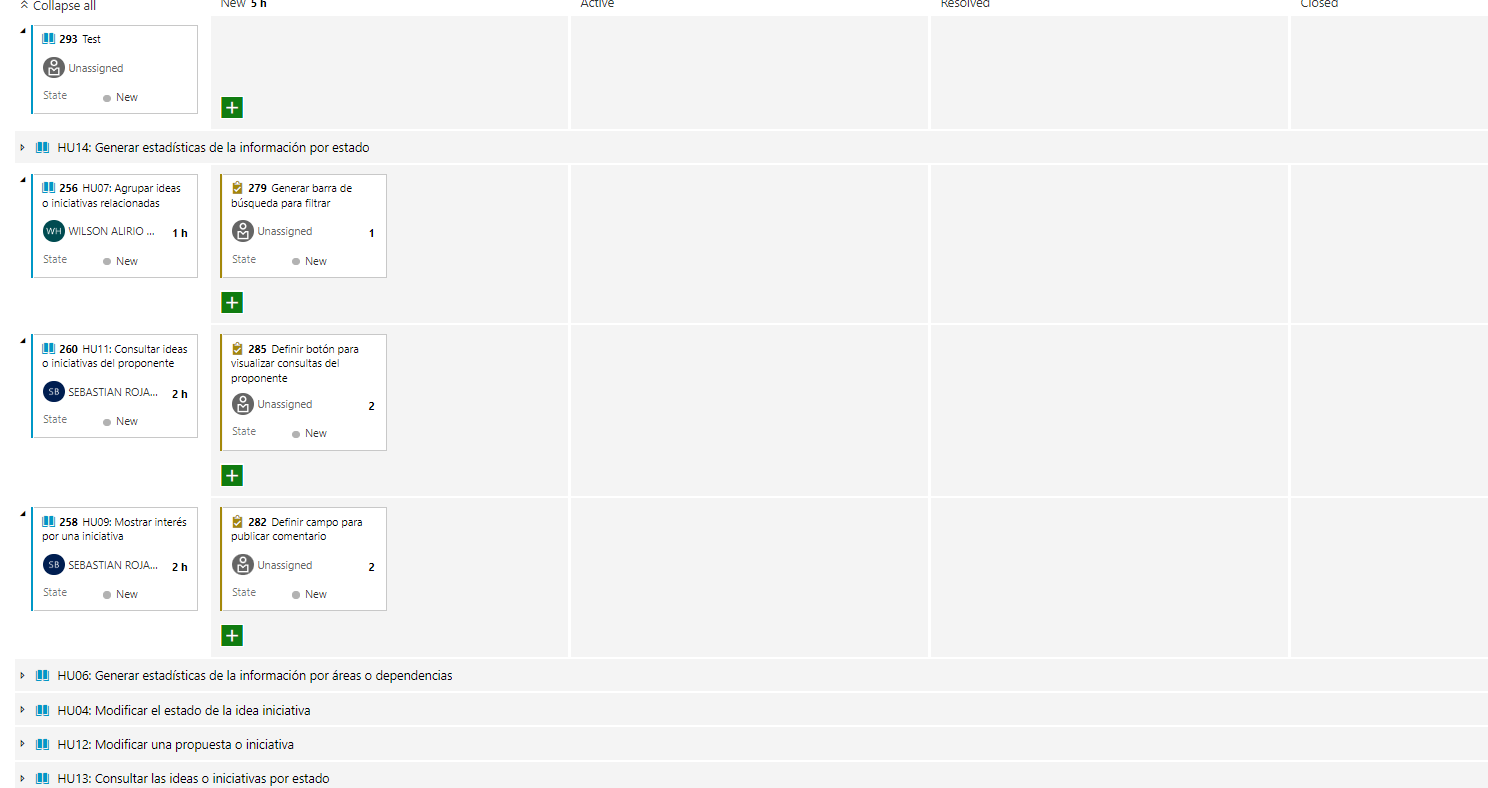 Collapse all
New 5 h
Active
Resolved
Closed
293 Test
Unassigned
State New
HU14: Generar estadísticas de la información por estado
256 HU07: Agrupar ideas
o iniciativas relacionadas
WH WILSON ALIRIO ... 1 h
State New
279 Generar barra de
búsqueda para filtrar
Unassigned 1
State New
260 HU11: Consultar ideas
o iniciativas del proponente
SB SEBASTIAN ROJA... 2 h
State New
285 Definir botón para
visualizar consultas del
proponente
Unassigned 2
State New
258 HU09: Mostrar interés
por una iniciativa
SB SEBASTIAN ROJA... 2 h
State New
282 Definir campo para
publicar comentario
Unassigned 2
State New
HU06: Generar estadísticas de la información por áreas o dependencias
HU04: Modificar el estado de la idea iniciativa
HU12: Modificar una propuesta o iniciativa
HU13: Consultar las ideas o iniciativas por estado